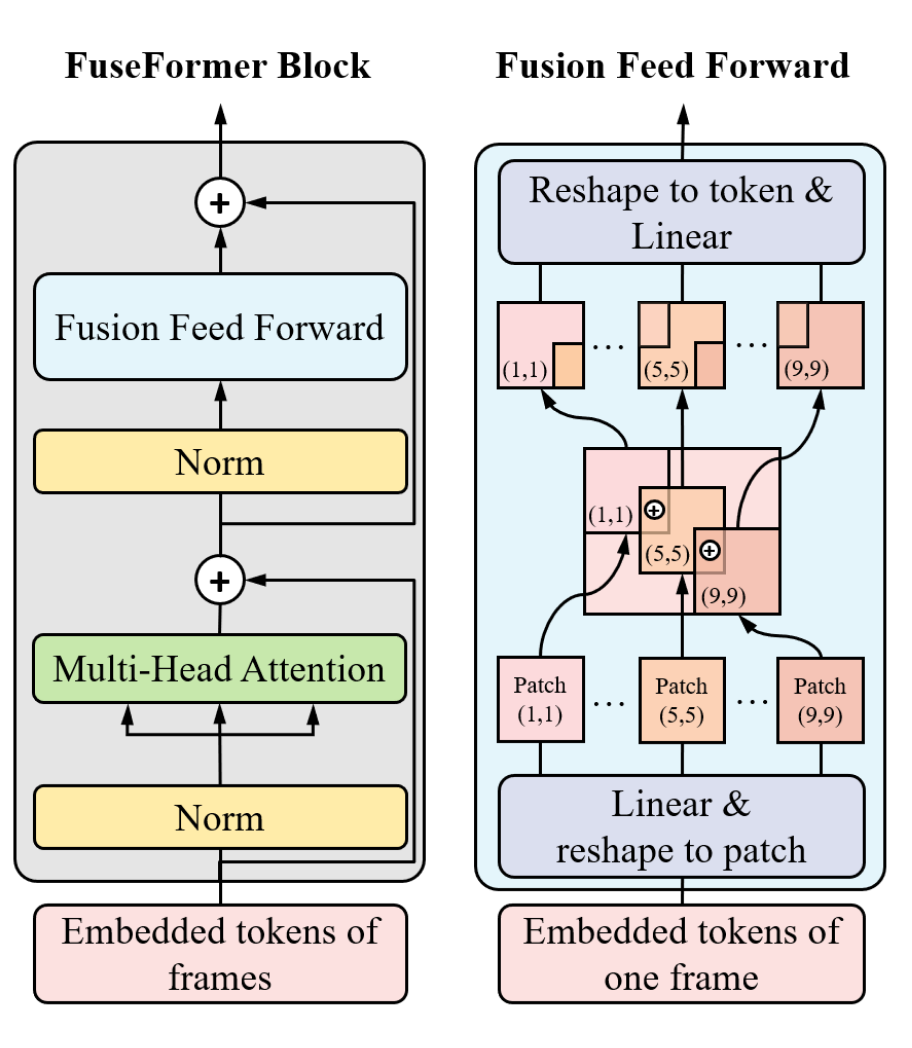 FuseFormer Block
+
Fusion Feed Forward
Norm
+
Multi-Head Attention
Norm
Embedded tokens of
frames
Fusion Feed Forward
Reshape to token &
Linear
(1,1) ... (5,5) ... (9,9)
(1,1) +
(5,5) +
(9,9)
Patch
(1,1)
...
Patch
(5,5)
...
Patch
(9,9)
Linear &
reshape to patch
Embedded tokens of
one frame